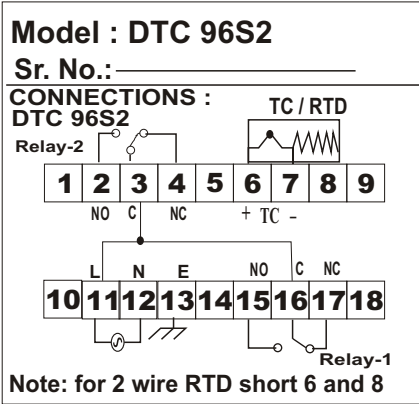 Model : DTC 96S2
Sr. No.:
CONNECTIONS :
DTC 96S2
TC / RTD
Relay-2
1 2 3 4 5 6 7 8 9
NO C NC + TC -
L N E NO C NC
10 11 12 13 14 15 16 17 18
Relay-1
Note: for 2 wire RTD short 6 and 8